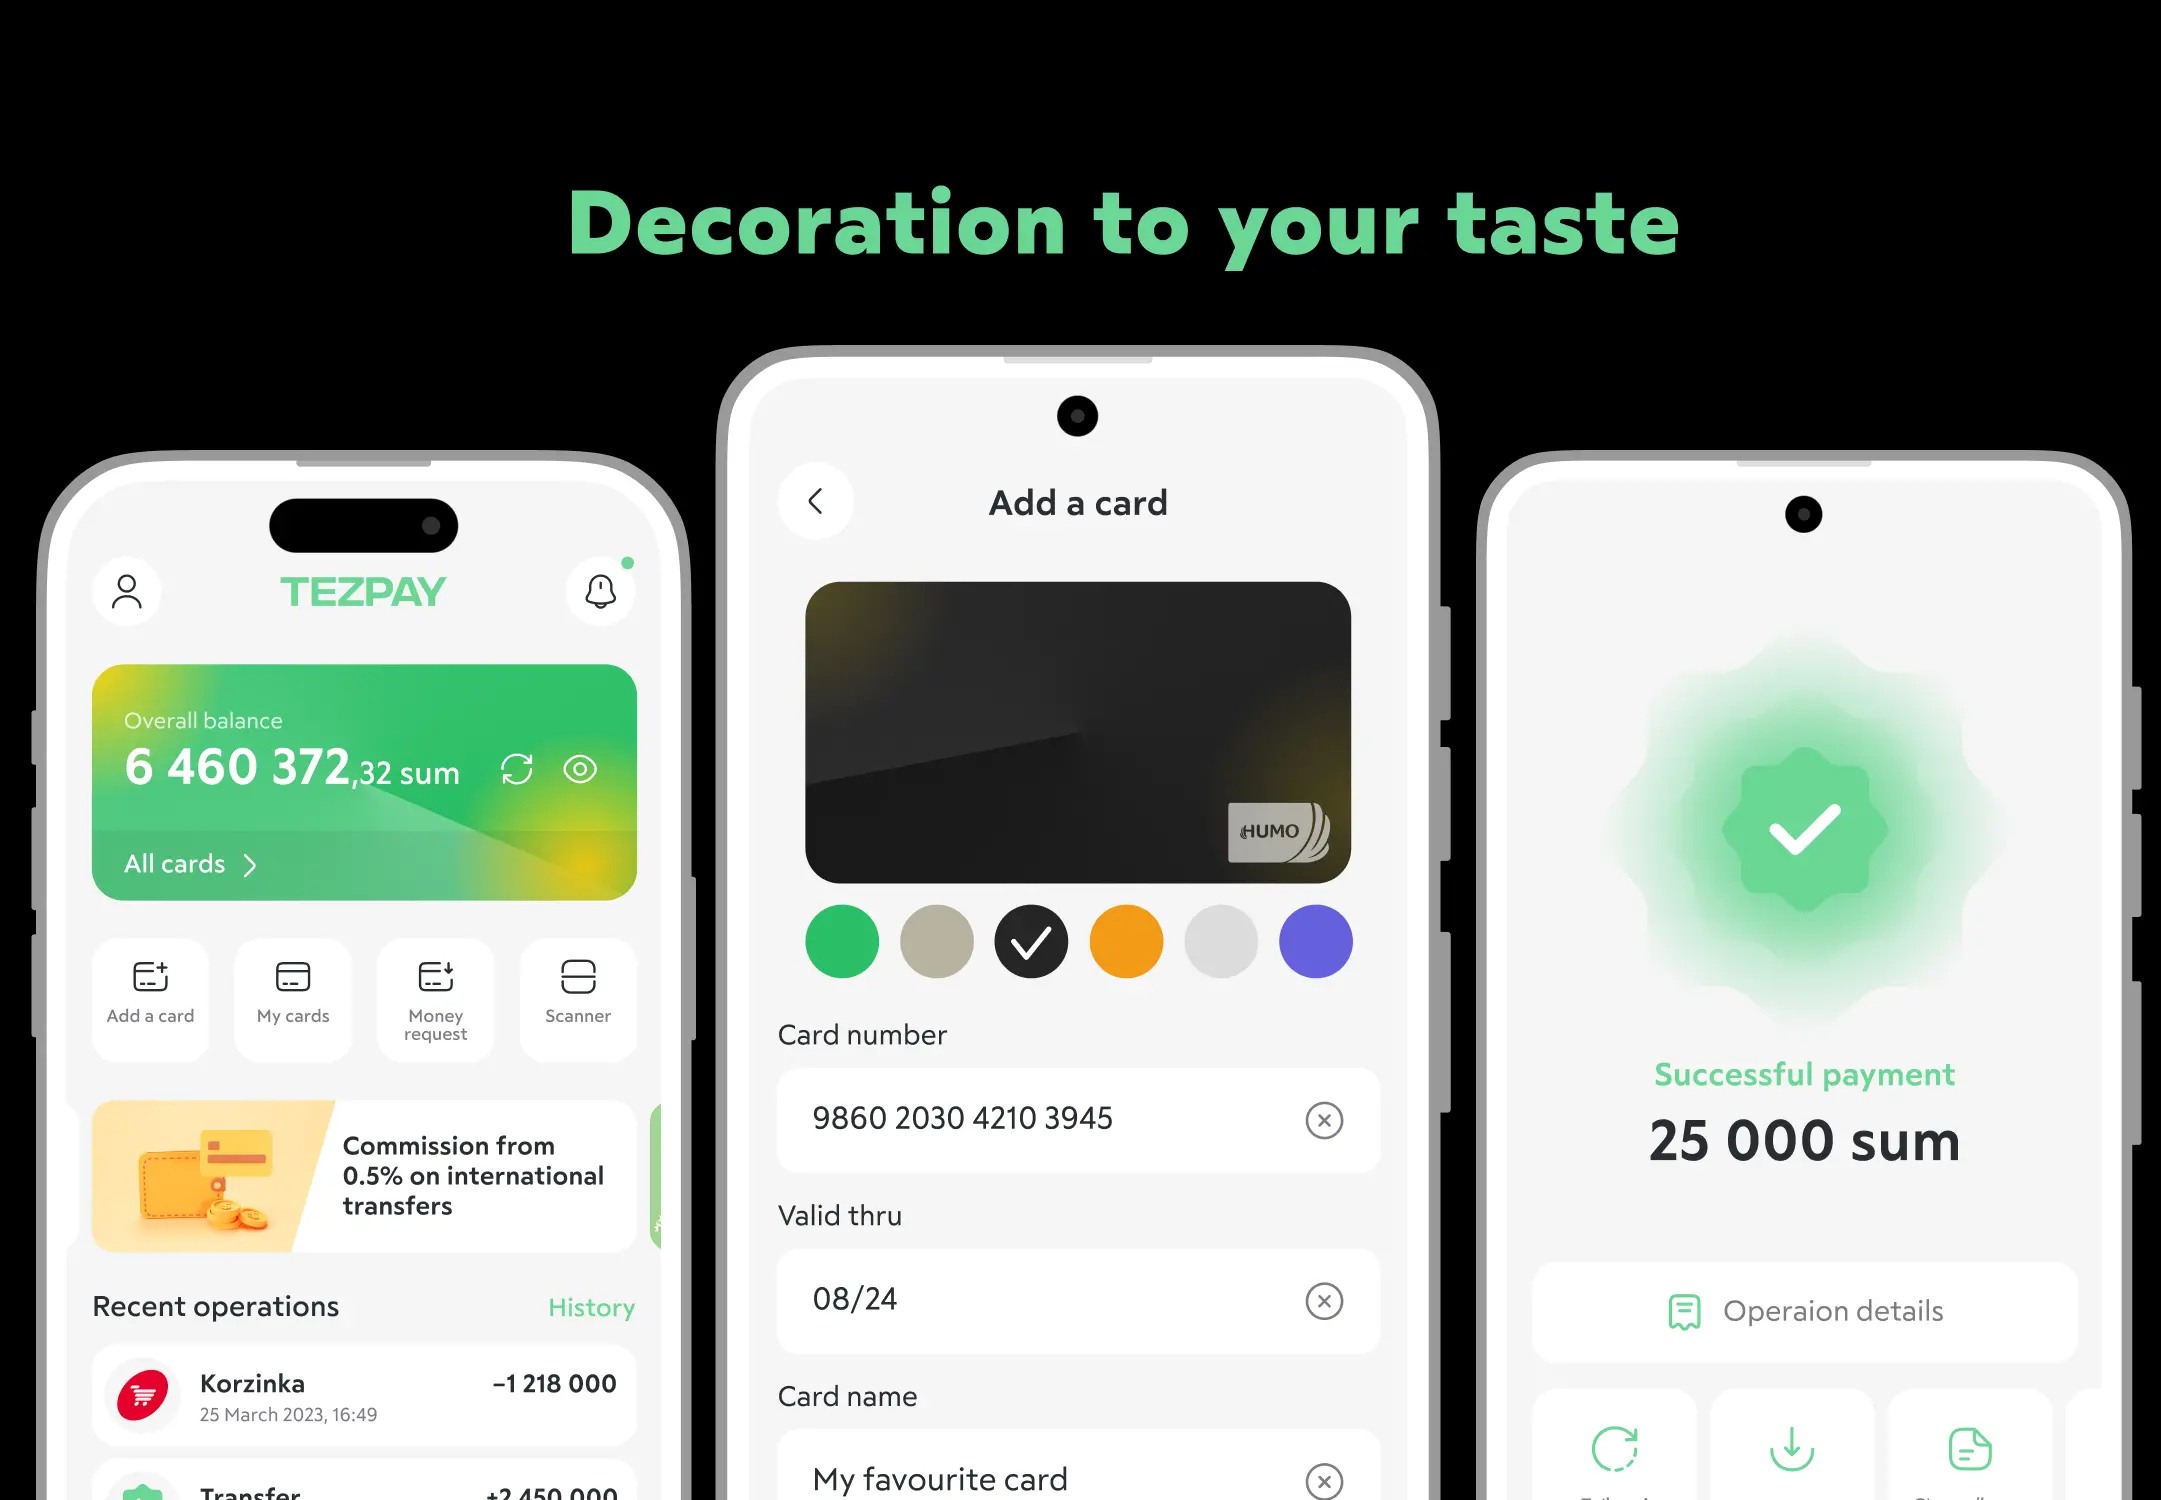 Decoration to your taste
TEZPAY
Overall balance
6 460 372,32 sum
All cards
Add a card
My cards
Money
request
Scanner
Commission from
0.5% on international
transfers
Recent operations
History
Korzinka
−1 218 000
25 March 2023, 16:49
Transfer
+2 450 000
Add a card
HUMO
Card number
9860 2030 4210 3945
Valid thru
08/24
Card name
My favourite card
Successful payment
25 000 sum
Operaion details